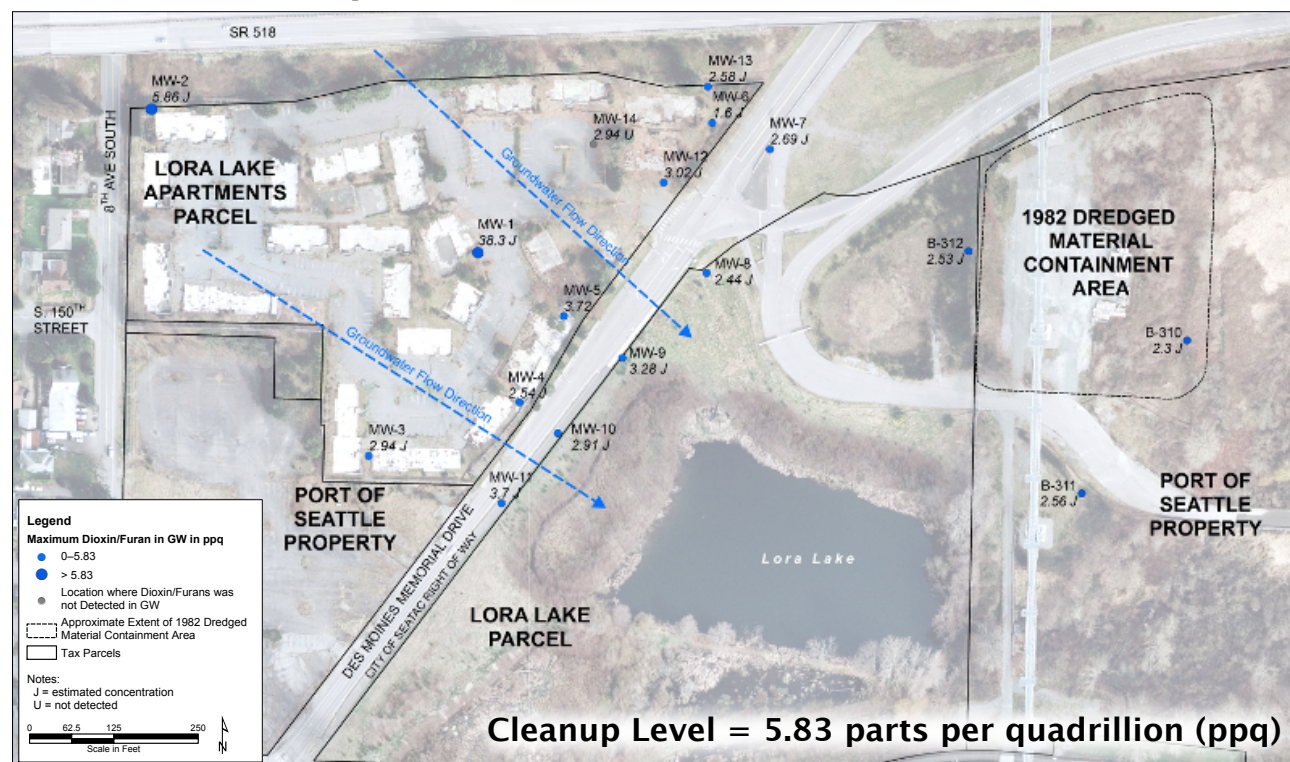 SR 518
MW-2
5.86 J
MW-13
2.58 J
MW-6
1.6 J
MW-14
2.94 U
MW-7
2.69 J
MW-12
3.02 J
8TH AVE SOUTH
LORA LAKE
APARTMENTS
PARCEL
Groundwater Flow Direction
MW-1
38.3 J
1982 DREDGED
MATERIAL
CONTAINMENT
AREA
B-312
2.53 J
MW-8
2.44 J
MW-5
3.72
S. 150TH
STREET
B-310
2.3 J
Groundwater Flow Direction
MW-9
3.28 J
MW-4
2.54 J
MW-10
2.91 J
MW-3
2.94 J
MW-11
3.7 J
B-311
2.56 J
PORT OF
SEATTLE
PROPERTY
PORT OF
SEATTLE
PROPERTY
Lora Lake
DES MOINES MEMORIAL DRIVE
CITY OF SEATAC RIGHT OF WAY
LORA LAKE
PARCEL
Legend
Maximum Dioxin/Furan in GW in ppq
0–5.83
> 5.83
Location where Dioxin/Furans was
not Detected in GW
Approximate Extent of 1982 Dredged
Material Containment Area
Tax Parcels
Notes:
J = estimated concentration
U = not detected
0 62.5 125 250
Scale in Feet
N
Cleanup Level = 5.83 parts per quadrillion (ppq)